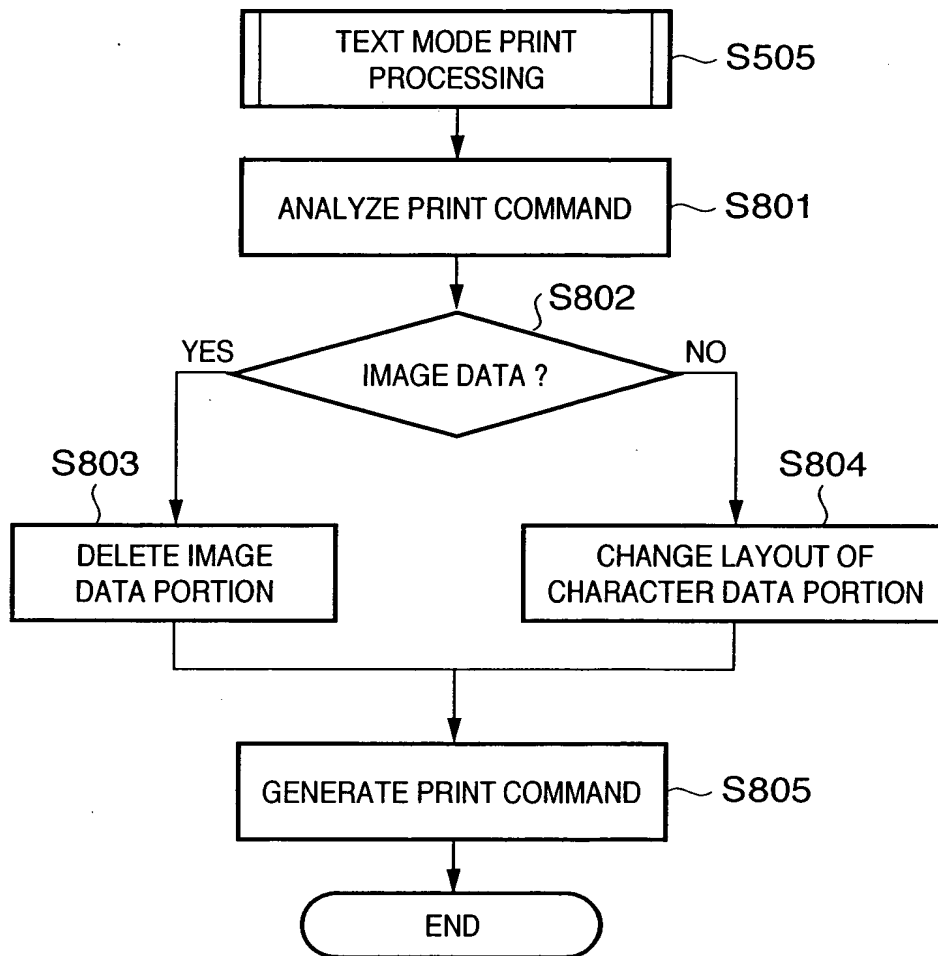 TEXT MODE PRINT
PROCESSING
S505
ANALYZE PRINT COMMAND
S801
S802
YES
IMAGE DATA ?
NO
S803
S804
DELETE IMAGE
DATA PORTION
CHANGE LAYOUT OF
CHARACTER DATA PORTION
GENERATE PRINT COMMAND
S805
END